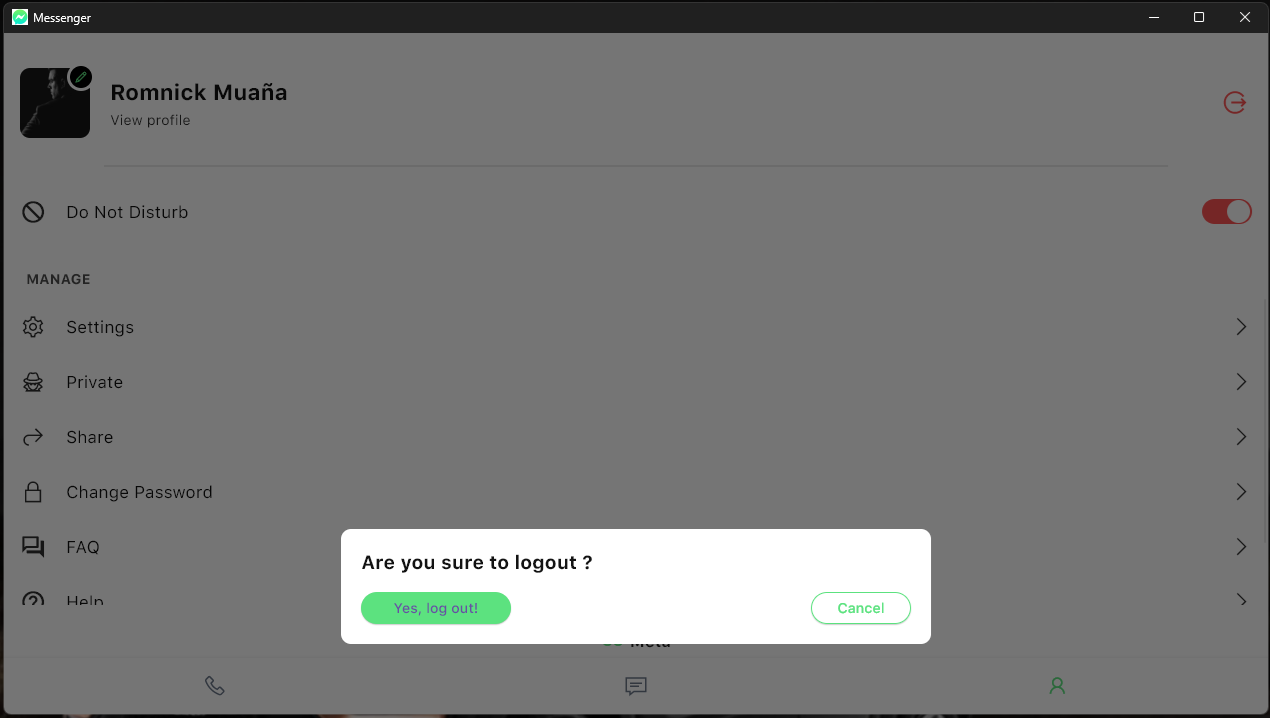 Messenger
Romnick Muaña
View profile
Do Not Disturb
MANAGE
Settings
Private
Share
Change Password
FAQ
Help
Are you sure to logout ?
Yes, log out!
Cancel
Meta